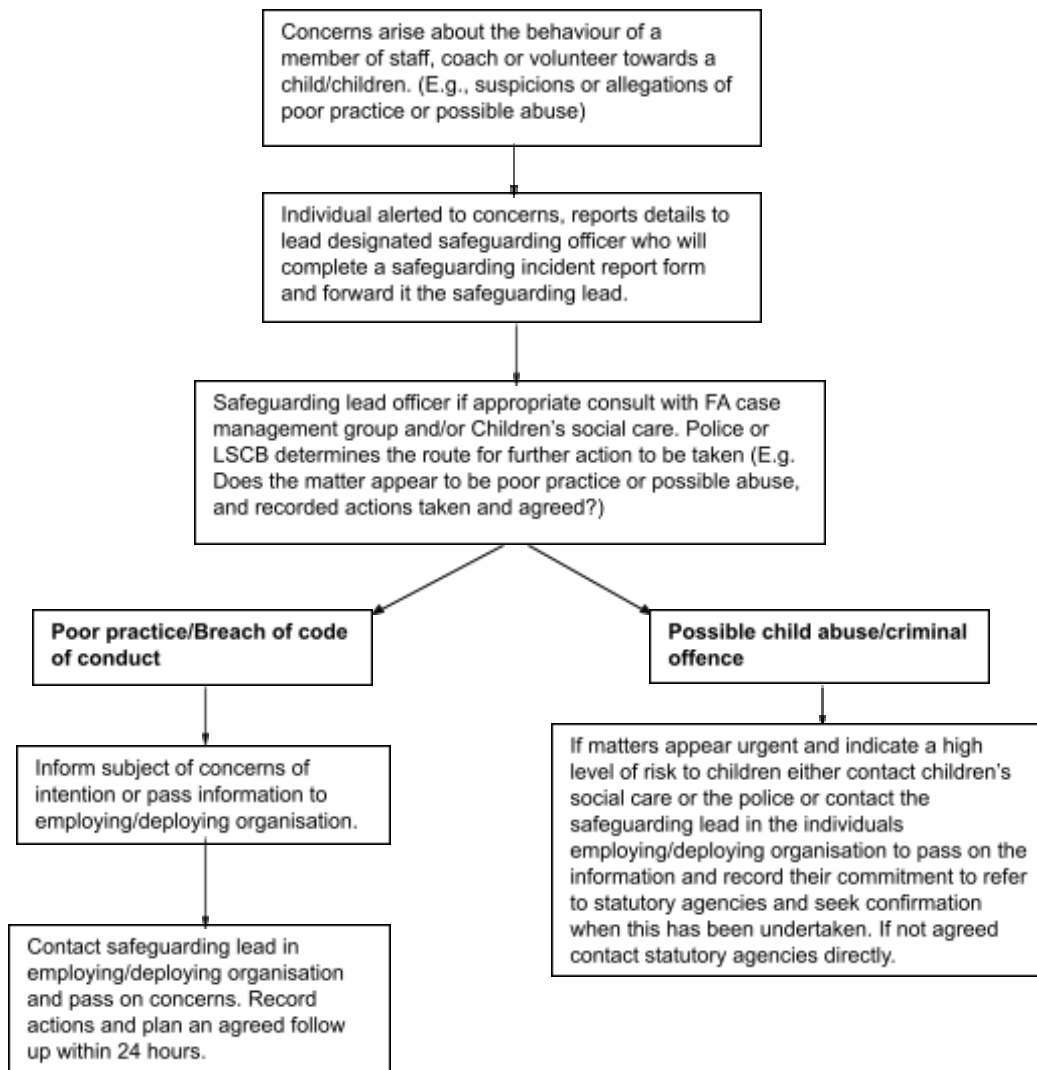 Concerns arise about the behaviour of a
member of staff, coach or volunteer towards a
child/children. (E.g., suspicions or allegations of
poor practice or possible abuse)
Individual alerted to concerns, reports details to
lead designated safeguarding officer who will
complete a safeguarding incident report form
and forward it the safeguarding lead.
Safeguarding lead officer if appropriate consult with FA case
management group and/or Children's social care. Police or
LSCB determines the route for further action to be taken (E.g.
Does the matter appear to be poor practice or possible abuse,
and recorded actions taken and agreed?)
Poor practice/Breach of code
of conduct
Inform subject of concerns of
intention or pass information to
employing/deploying organisation.
Contact safeguarding lead in
employing/deploying organisation
and pass on concerns. Record
actions and plan an agreed follow
up within 24 hours.
Possible child abuse/criminal
offence
If matters appear urgent and indicate a high
level of risk to children either contact children's
social care or the police or contact the
safeguarding lead in the individuals
employing/deploying organisation to pass on the
information and record their commitment to refer
to statutory agencies and seek confirmation
when this has been undertaken. If not agreed
contact statutory agencies directly.